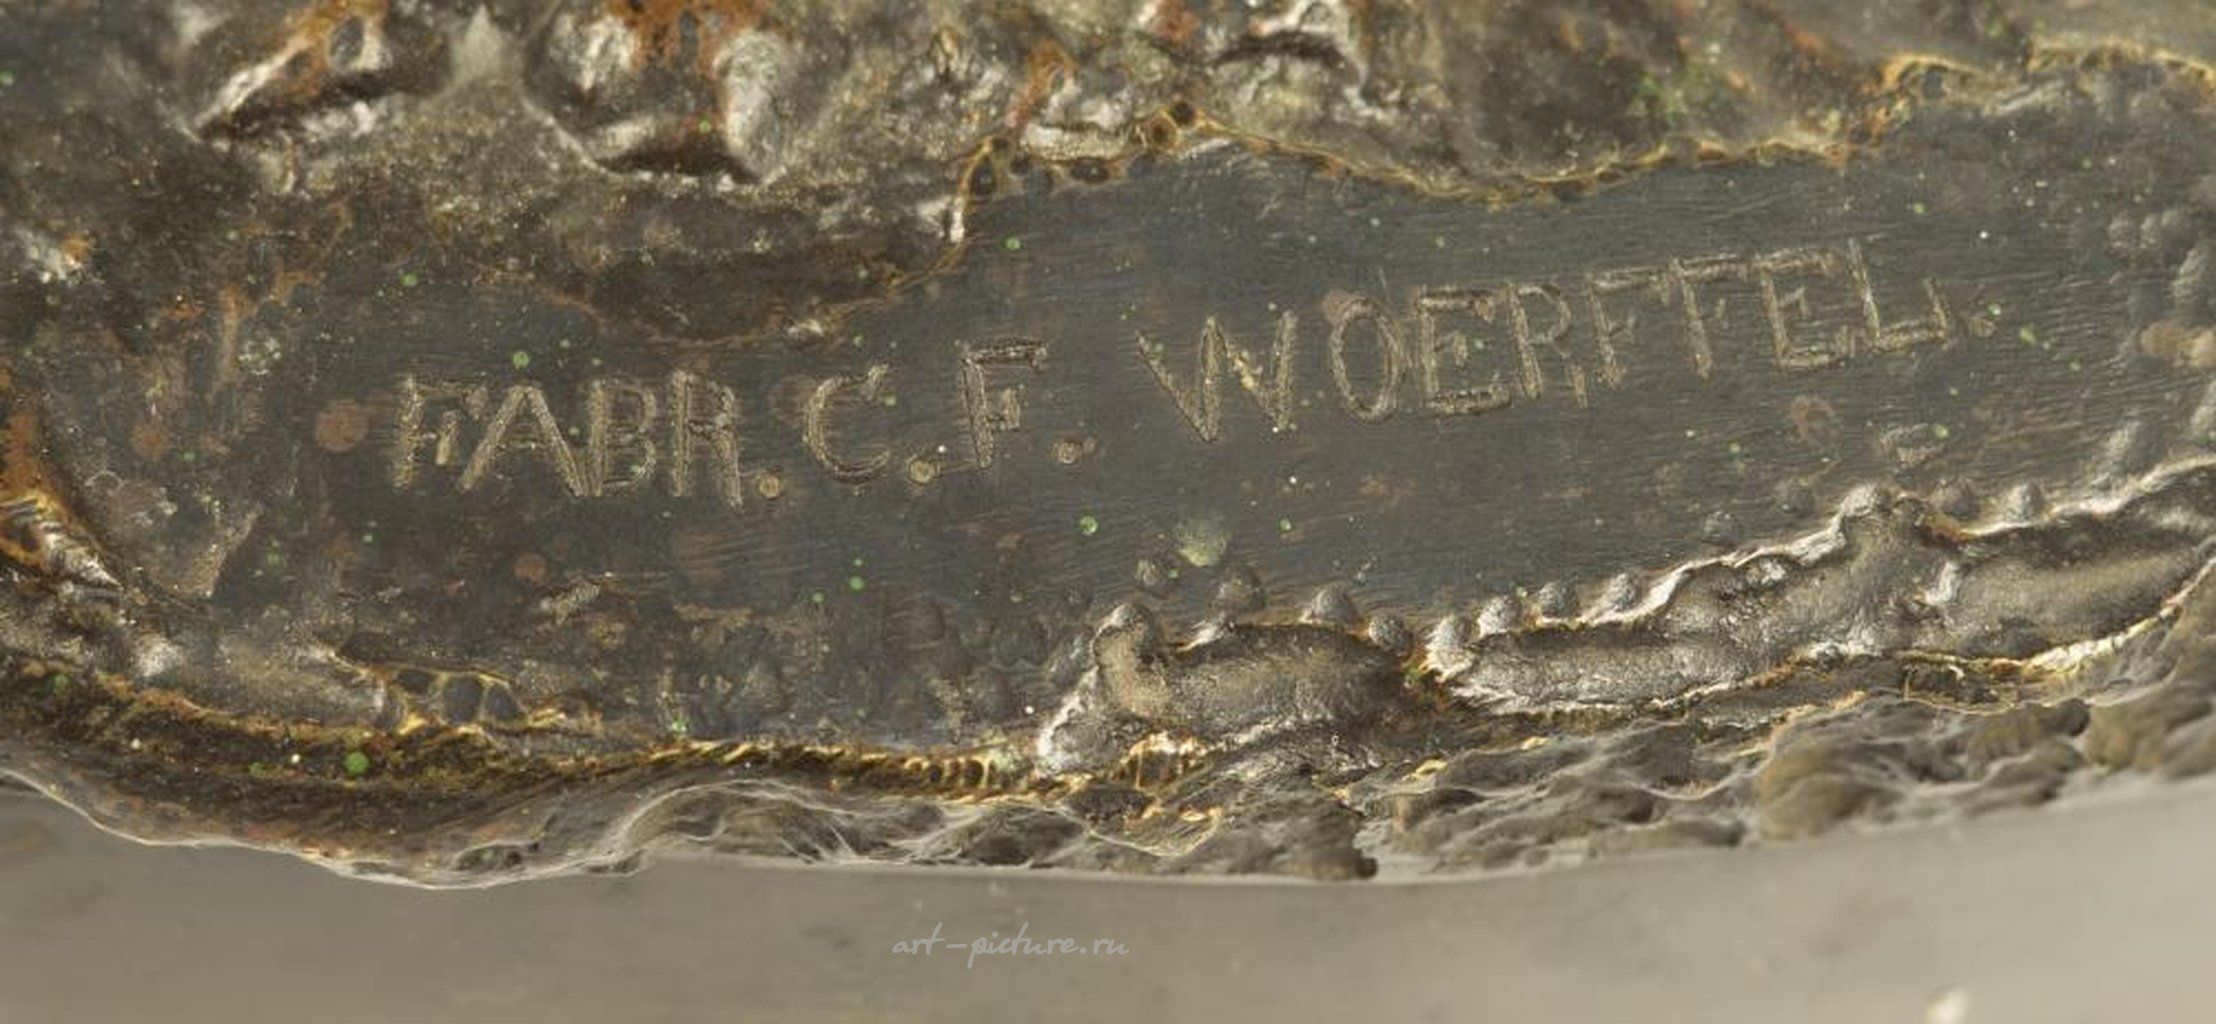 FABR. C. F. WOERFFEL.
art-picture.ru